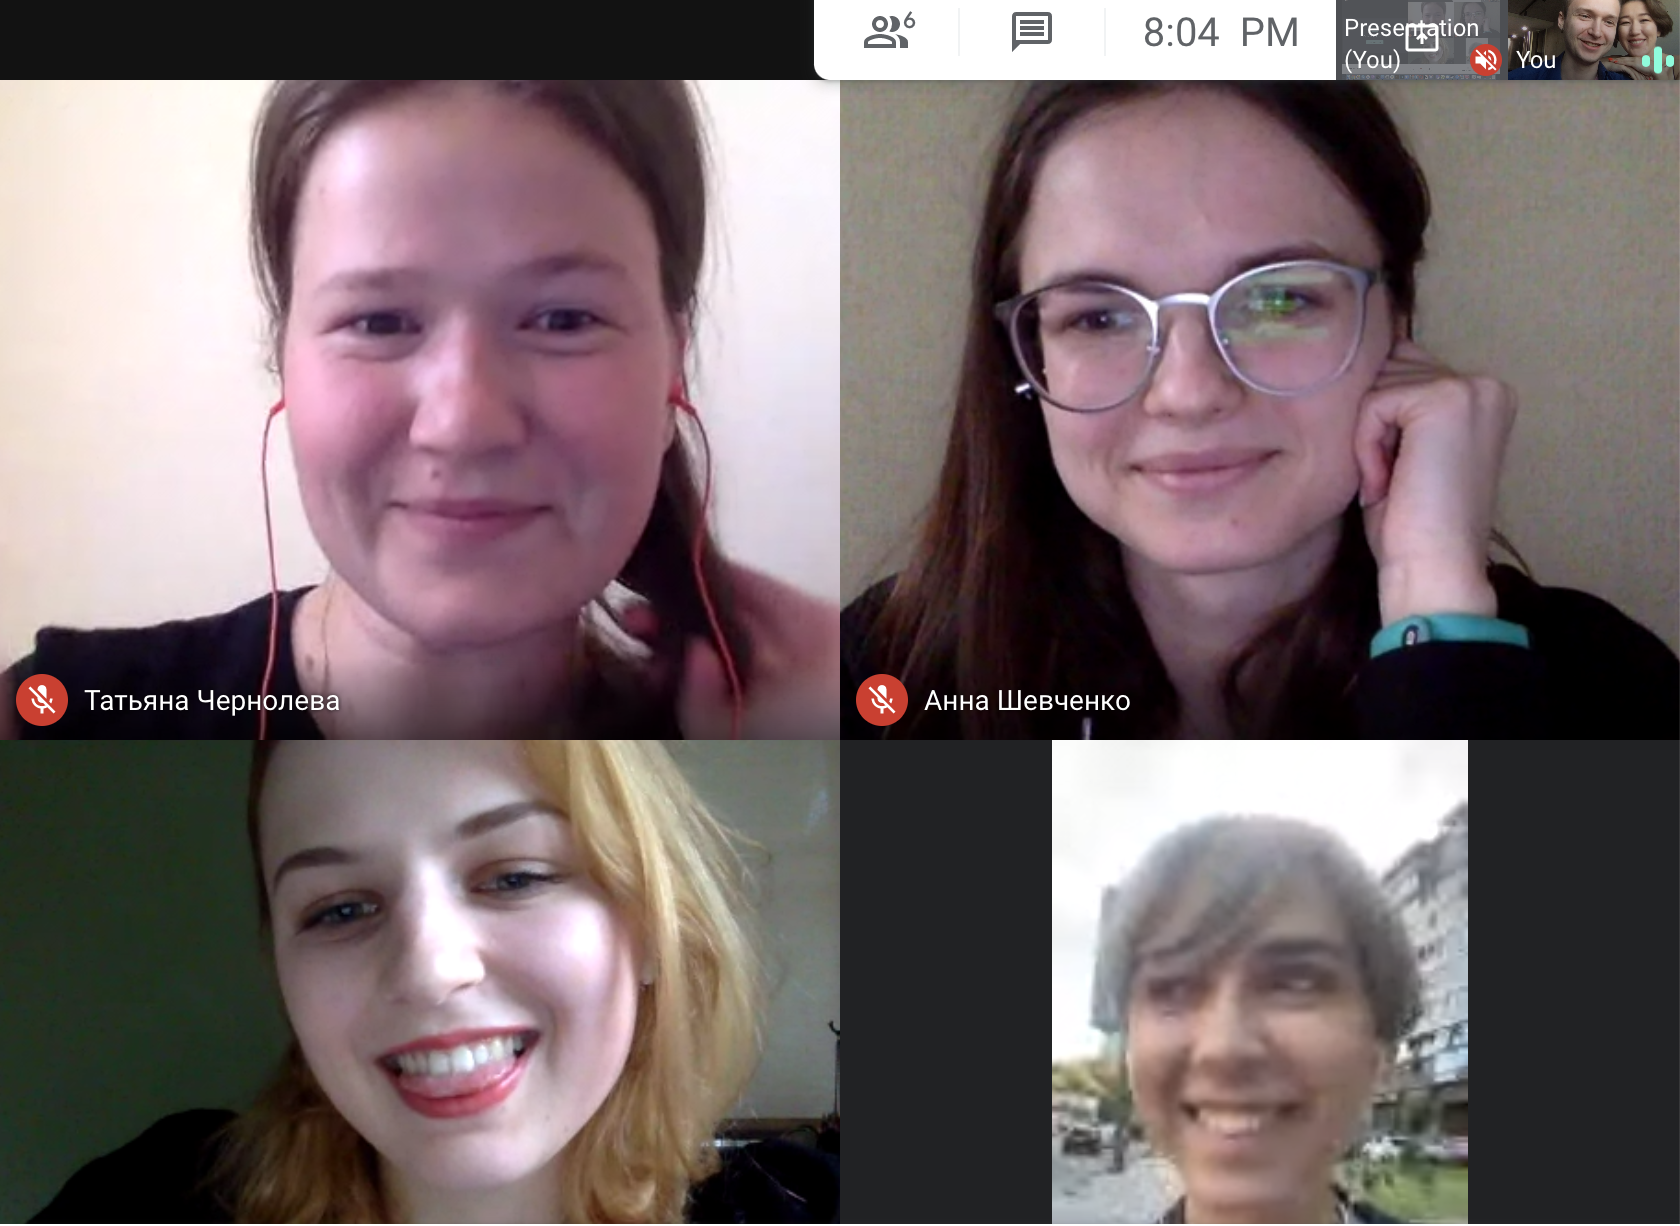 6
8:04 PM
Presentation
(You)
You
Татьяна Чернолева
Анна Шевченко